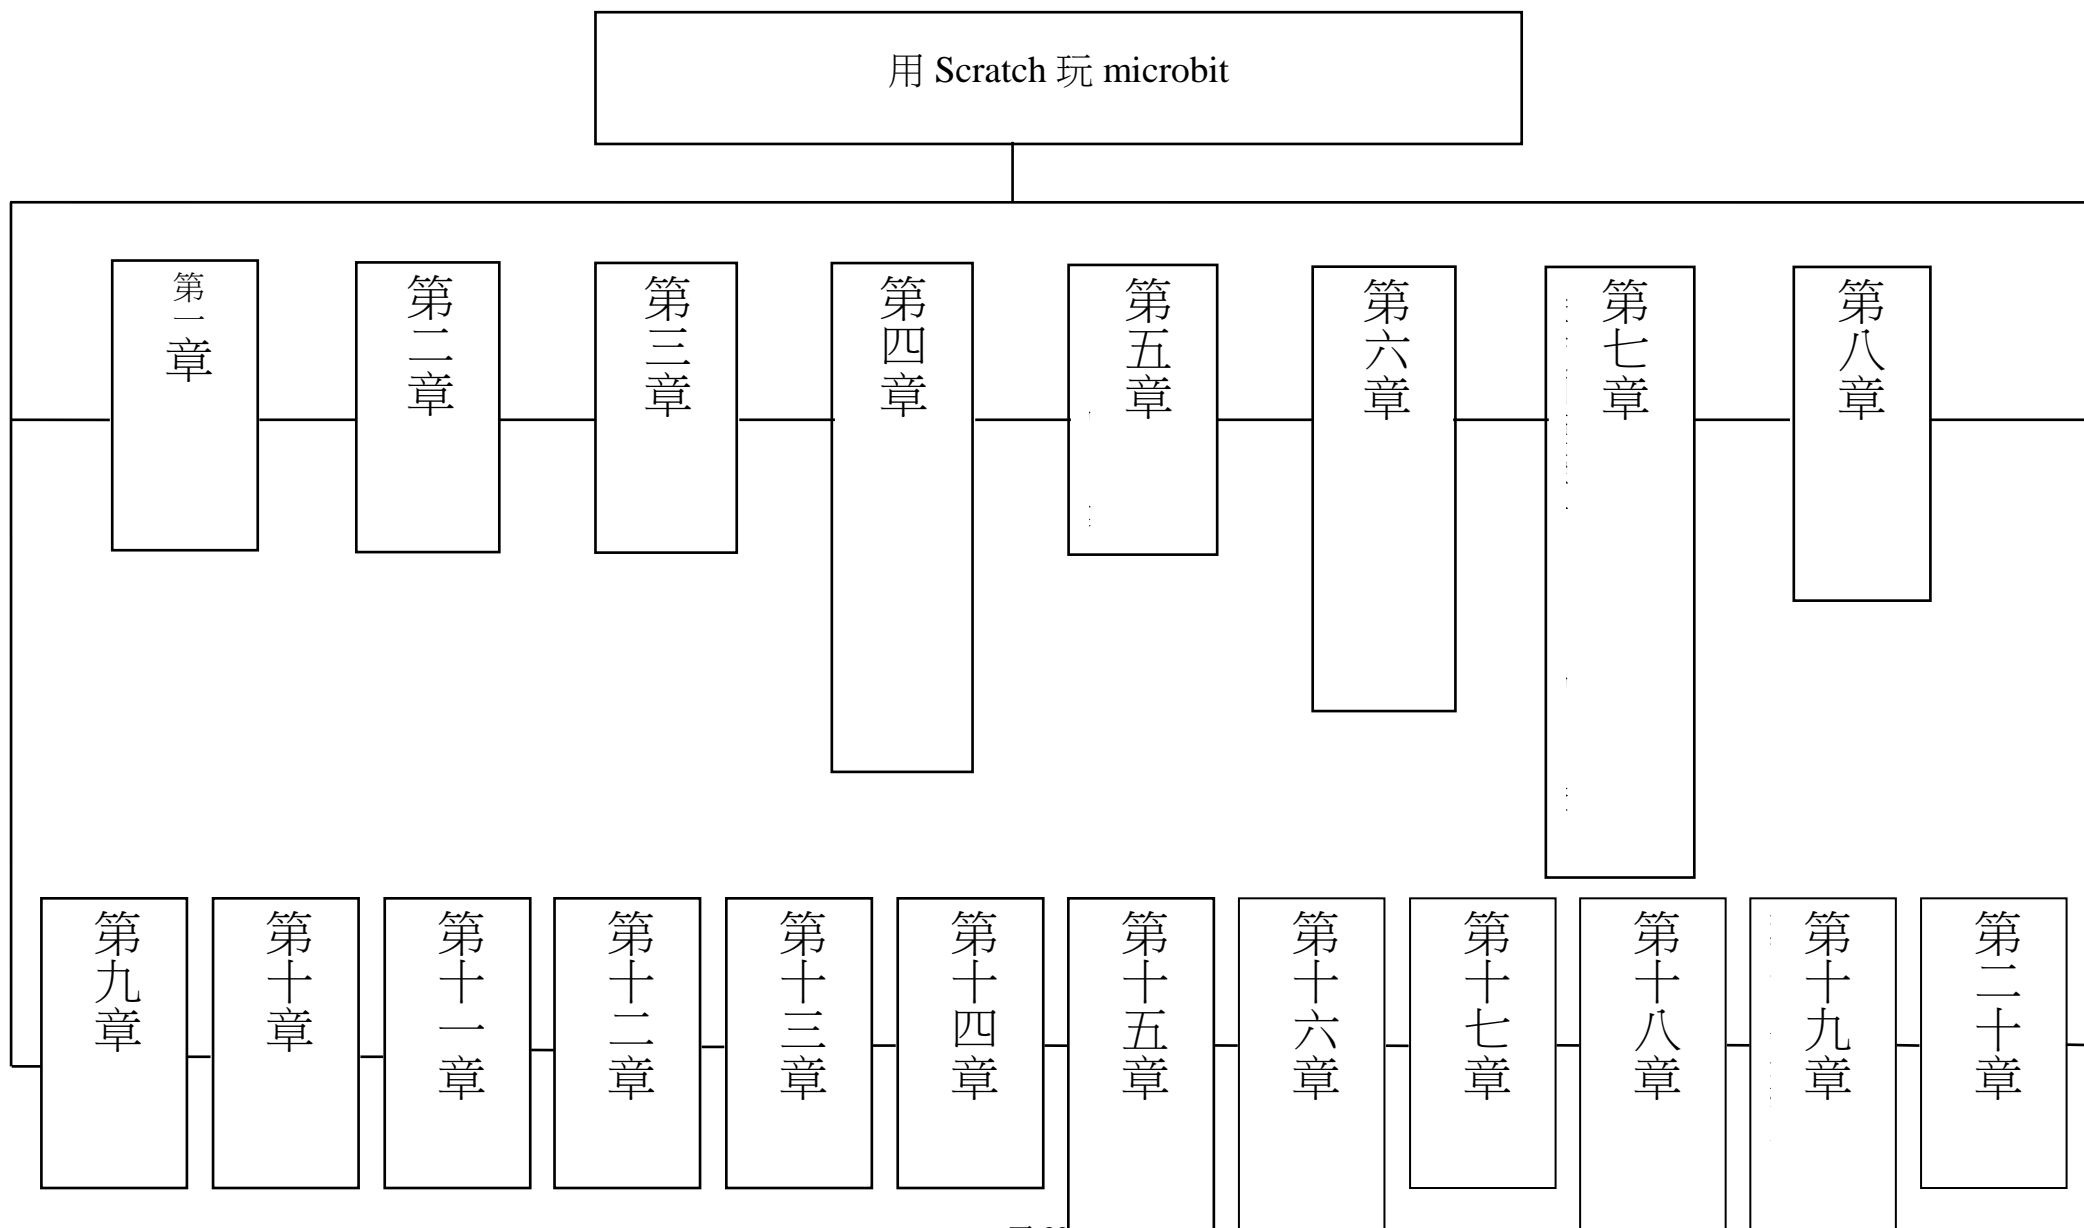 用 Scratch 玩 microbit
第一章
第二章
第三章
第四章
第五章
第六章
第七章
第八章
第九章
第十章
第十一章
第十二章
第十三章
第十四章
第十五章
第十六章
第十七章
第十八章
第十九章
第二十章